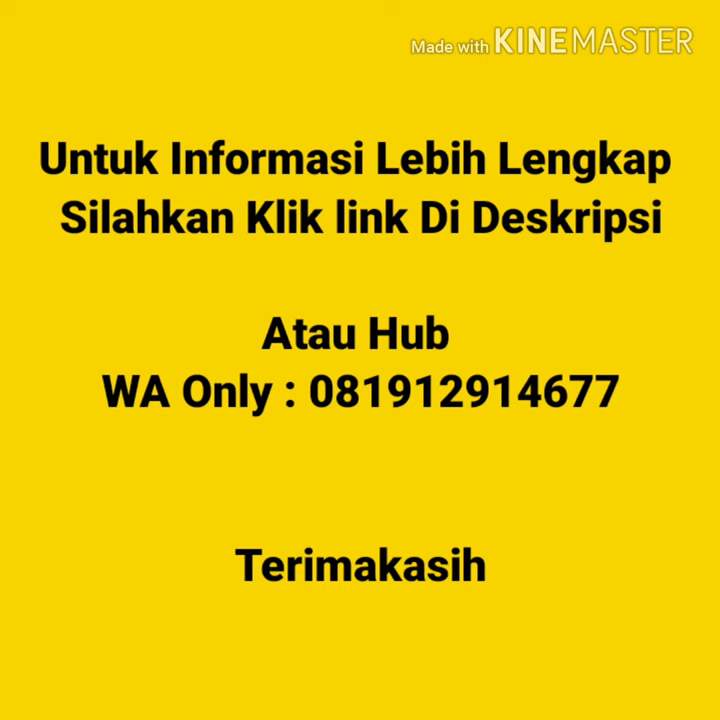 Made with KINEMASTER
Untuk Informasi Lebih Lengkap
Silahkan Klik link Di Deskripsi
Atau Hub
WA Only : 081912914677
Terimakasih